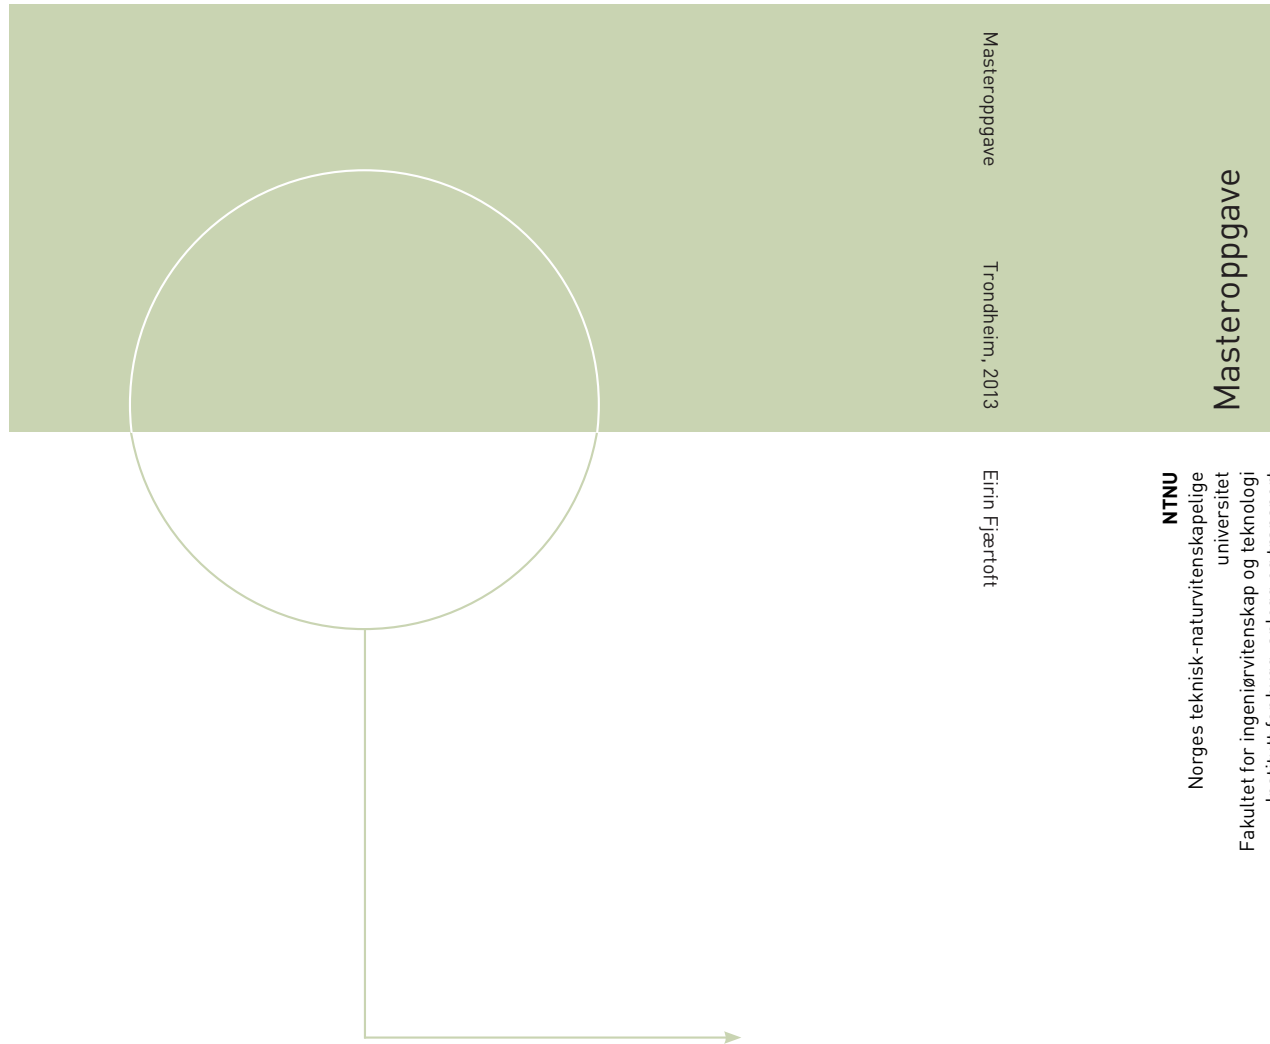 Masteroppgave
Trondheim, 2013
Eirin Fjærtoft
Masteroppgave
NTNU
Norges teknisk-naturvitenskapelige
universitet
Fakultet for ingeniørvitenskap og teknologi